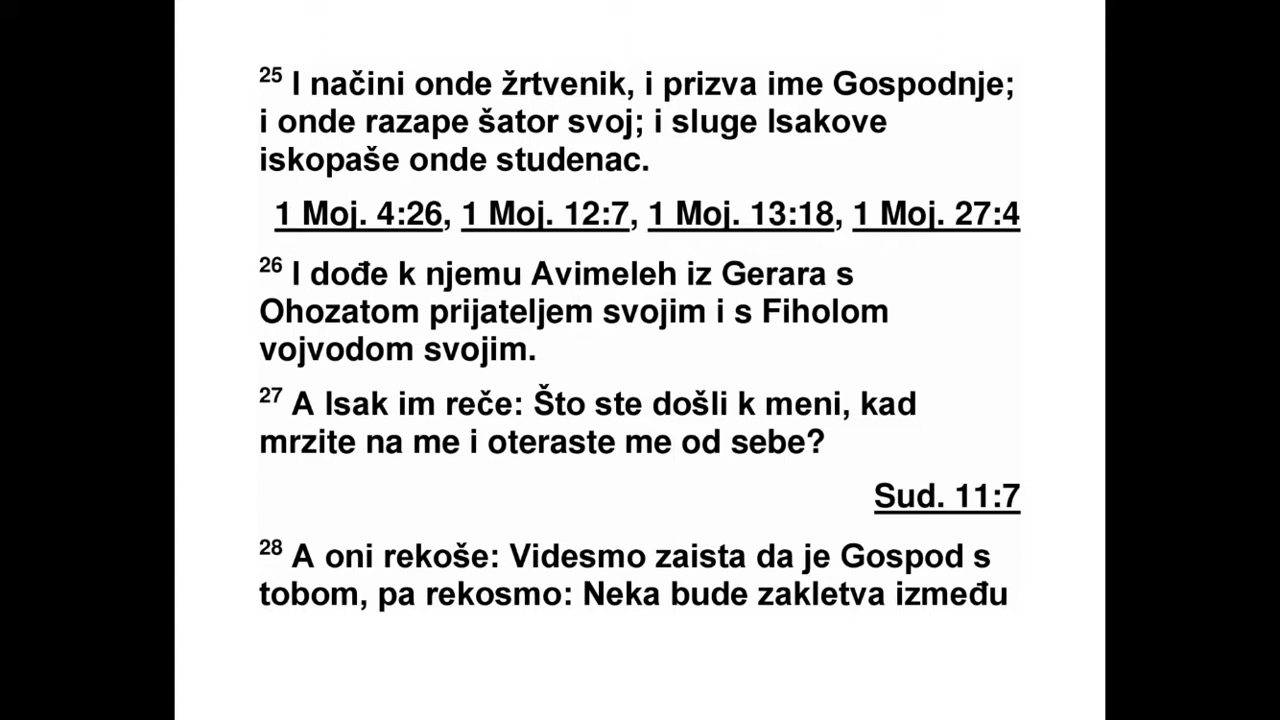 25 I načini onde žrtvenik, i prizva ime Gospodnje;
i onde razape šator svoj; i sluge Isakove
iskopaše onde studenac.
1 Moj. 4:26, 1 Moj. 12:7, 1 Moj. 13:18, 1 Moj. 27:4
26 I dođe k njemu Avimeleh iz Gerara s
Ohozatom prijateljem svojim i s Fiholom
vojvodom svojim.
27 A Isak im reče: Što ste došli k meni, kad
mrzite na me i oteraste me od sebe?
Sud. 11:7
28 A oni rekoše: Videsmo zaista da je Gospod s
tobom, pa rekosmo: Neka bude zakletva između